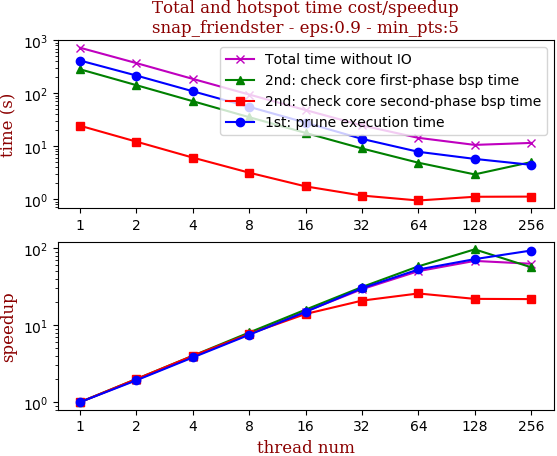 Total and hotspot time cost/speedup
snap_friendster - eps:0.9 - min_pts:5
time (s)
10³
10²
10¹
10⁰
Total time without IO
2nd: check core first-phase bsp time
2nd: check core second-phase bsp time
1st: prune execution time
1 2 4 8 16 32 64 128 256
speedup
10²
10¹
10⁰
1 2 4 8 16 32 64 128 256
thread num